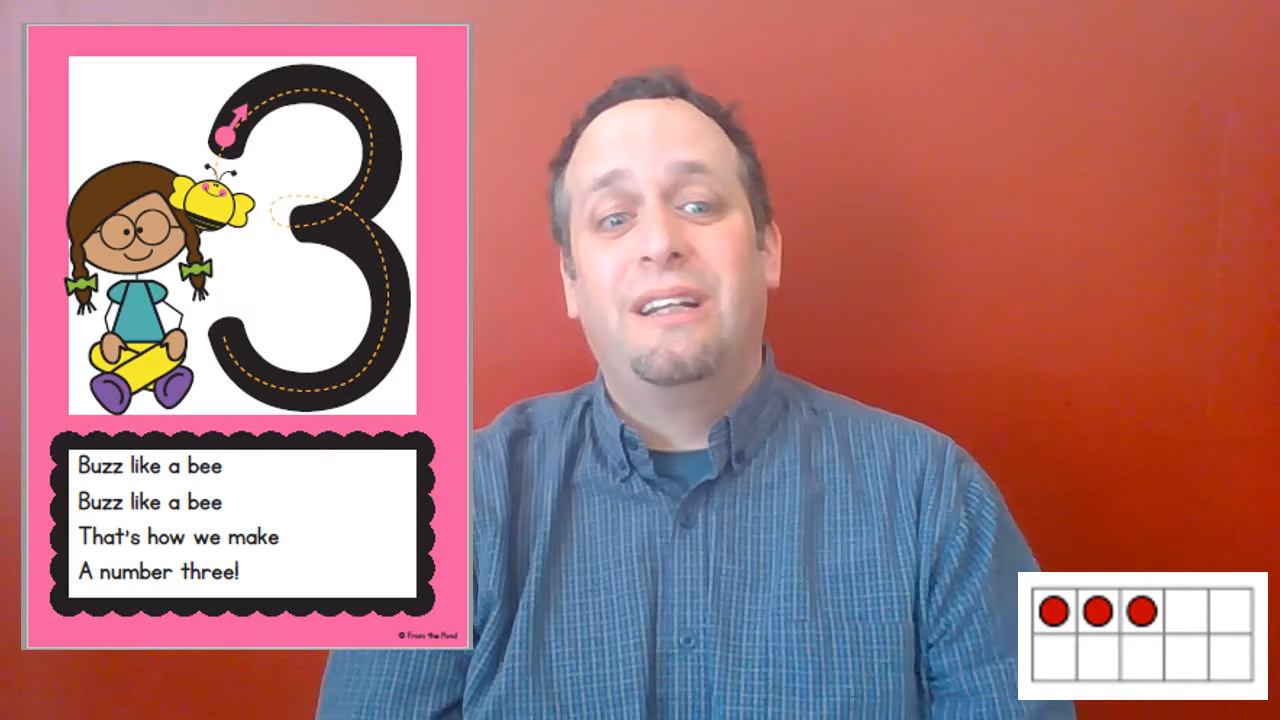 3
Buzz like a bee
Buzz like a bee
That's how we make
A number three!
© From the Pond